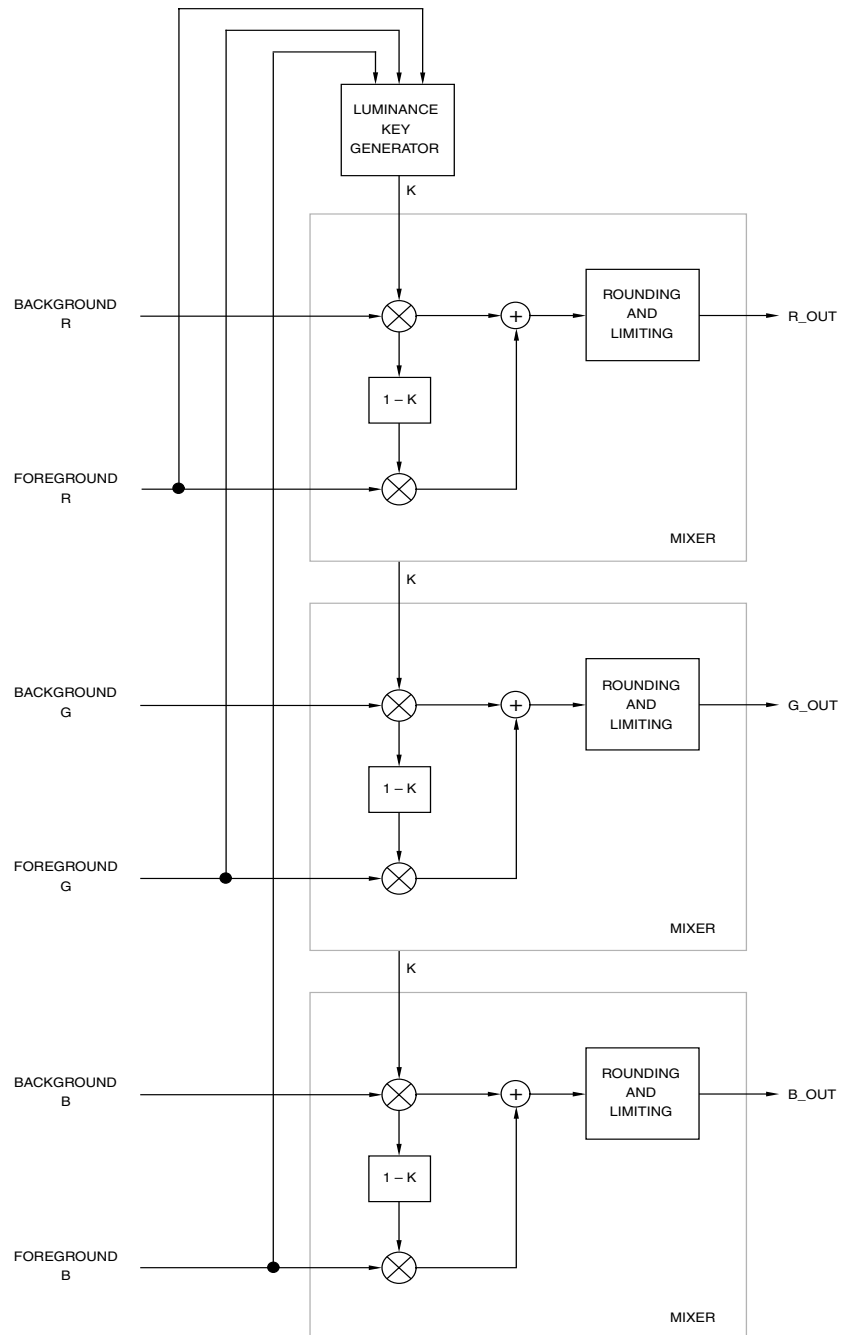 LUMINANCE
KEY
GENERATOR
K
BACKGROUND
R
ROUNDING
AND
LIMITING
R_OUT
1 – K
FOREGROUND
R
MIXER
K
BACKGROUND
G
ROUNDING
AND
LIMITING
G_OUT
1 – K
FOREGROUND
G
MIXER
K
BACKGROUND
B
ROUNDING
AND
LIMITING
B_OUT
1 – K
FOREGROUND
B
MIXER